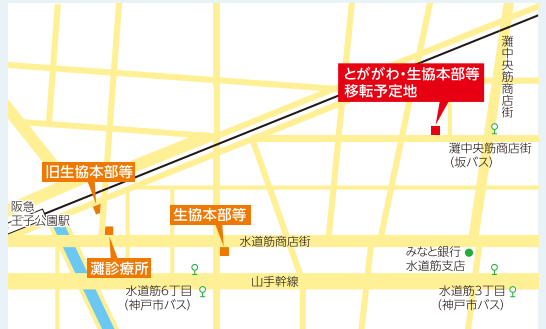 灘中央筋商店街
とががわ・生協本部等
移転予定地
灘中央筋商店街
(坂バス)
旧生協本部等
阪急
王子公園駅
生協本部等
水道筋商店街
みなと銀行
水道筋支店
灘診療所
山手幹線
水道筋6丁目
(神戸市バス)
水道筋3丁目
(神戸市バス)